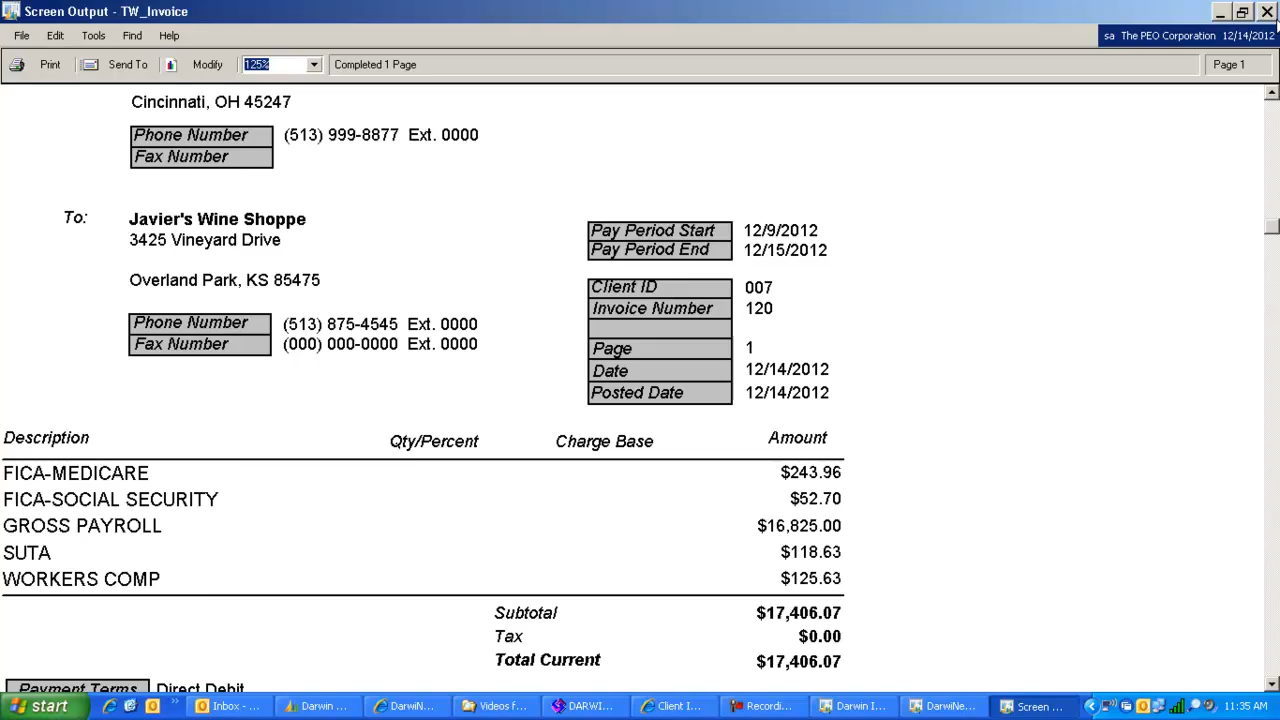 Screen Output - TW_Invoice
File Edit Tools Find Help
sa The PEO Corporation 12/14/2012
Print Send To Modify 125% Completed 1 Page Page 1
Cincinnati, OH 45247
Phone Number (513) 999-8877 Ext. 0000
Fax Number
To: Javier's Wine Shoppe
3425 Vineyard Drive
Pay Period Start 12/9/2012
Pay Period End 12/15/2012
Overland Park, KS 85475
Client ID 007
Invoice Number 120
Phone Number (513) 875-4545 Ext. 0000
Fax Number (000) 000-0000 Ext. 0000
Page 1
Date 12/14/2012
Posted Date 12/14/2012
Description Qty/Percent Charge Base Amount
FICA-MEDICARE $243.96
FICA-SOCIAL SECURITY $52.70
GROSS PAYROLL $16,825.00
SUTA $118.63
WORKERS COMP $125.63
Subtotal $17,406.07
Tax $0.00
Total Current $17,406.07
Payment Terms Direct Debit
start Inbox - ... Darwin ... DarwiN... Videos f... DARWI... Client I... Recordi... Darwin I... DarwiNe... Screen ... 11:35 AM